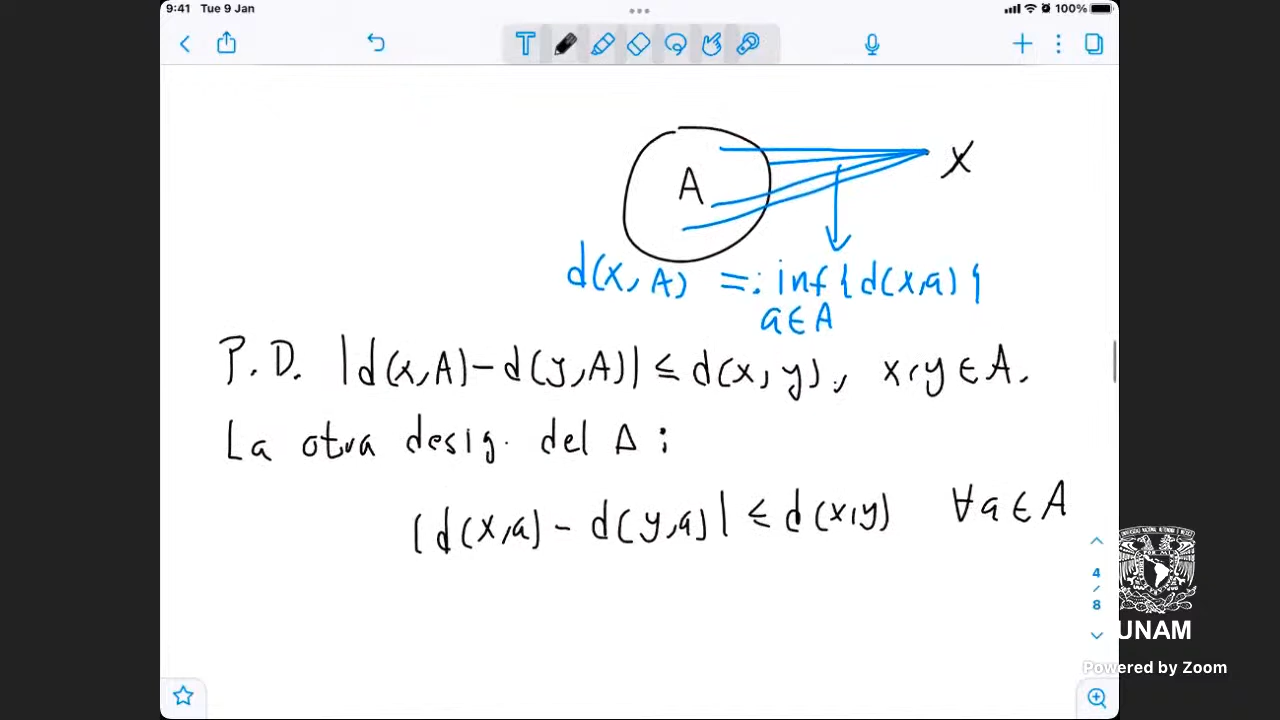 9:41 Tue 9 Jan
100%
T
A
x
d(x, A) =: inf{d(x,a)}
a∈A
P.D. |d(x,A) - d(y,A)| ≤ d(x,y), x,y ∈ A.
La otra desig. del Δ:
|d(x,a) - d(y,a)| ≤ d(x,y) ∀a ∈ A
4
/
8
UNAM
Powered by Zoom